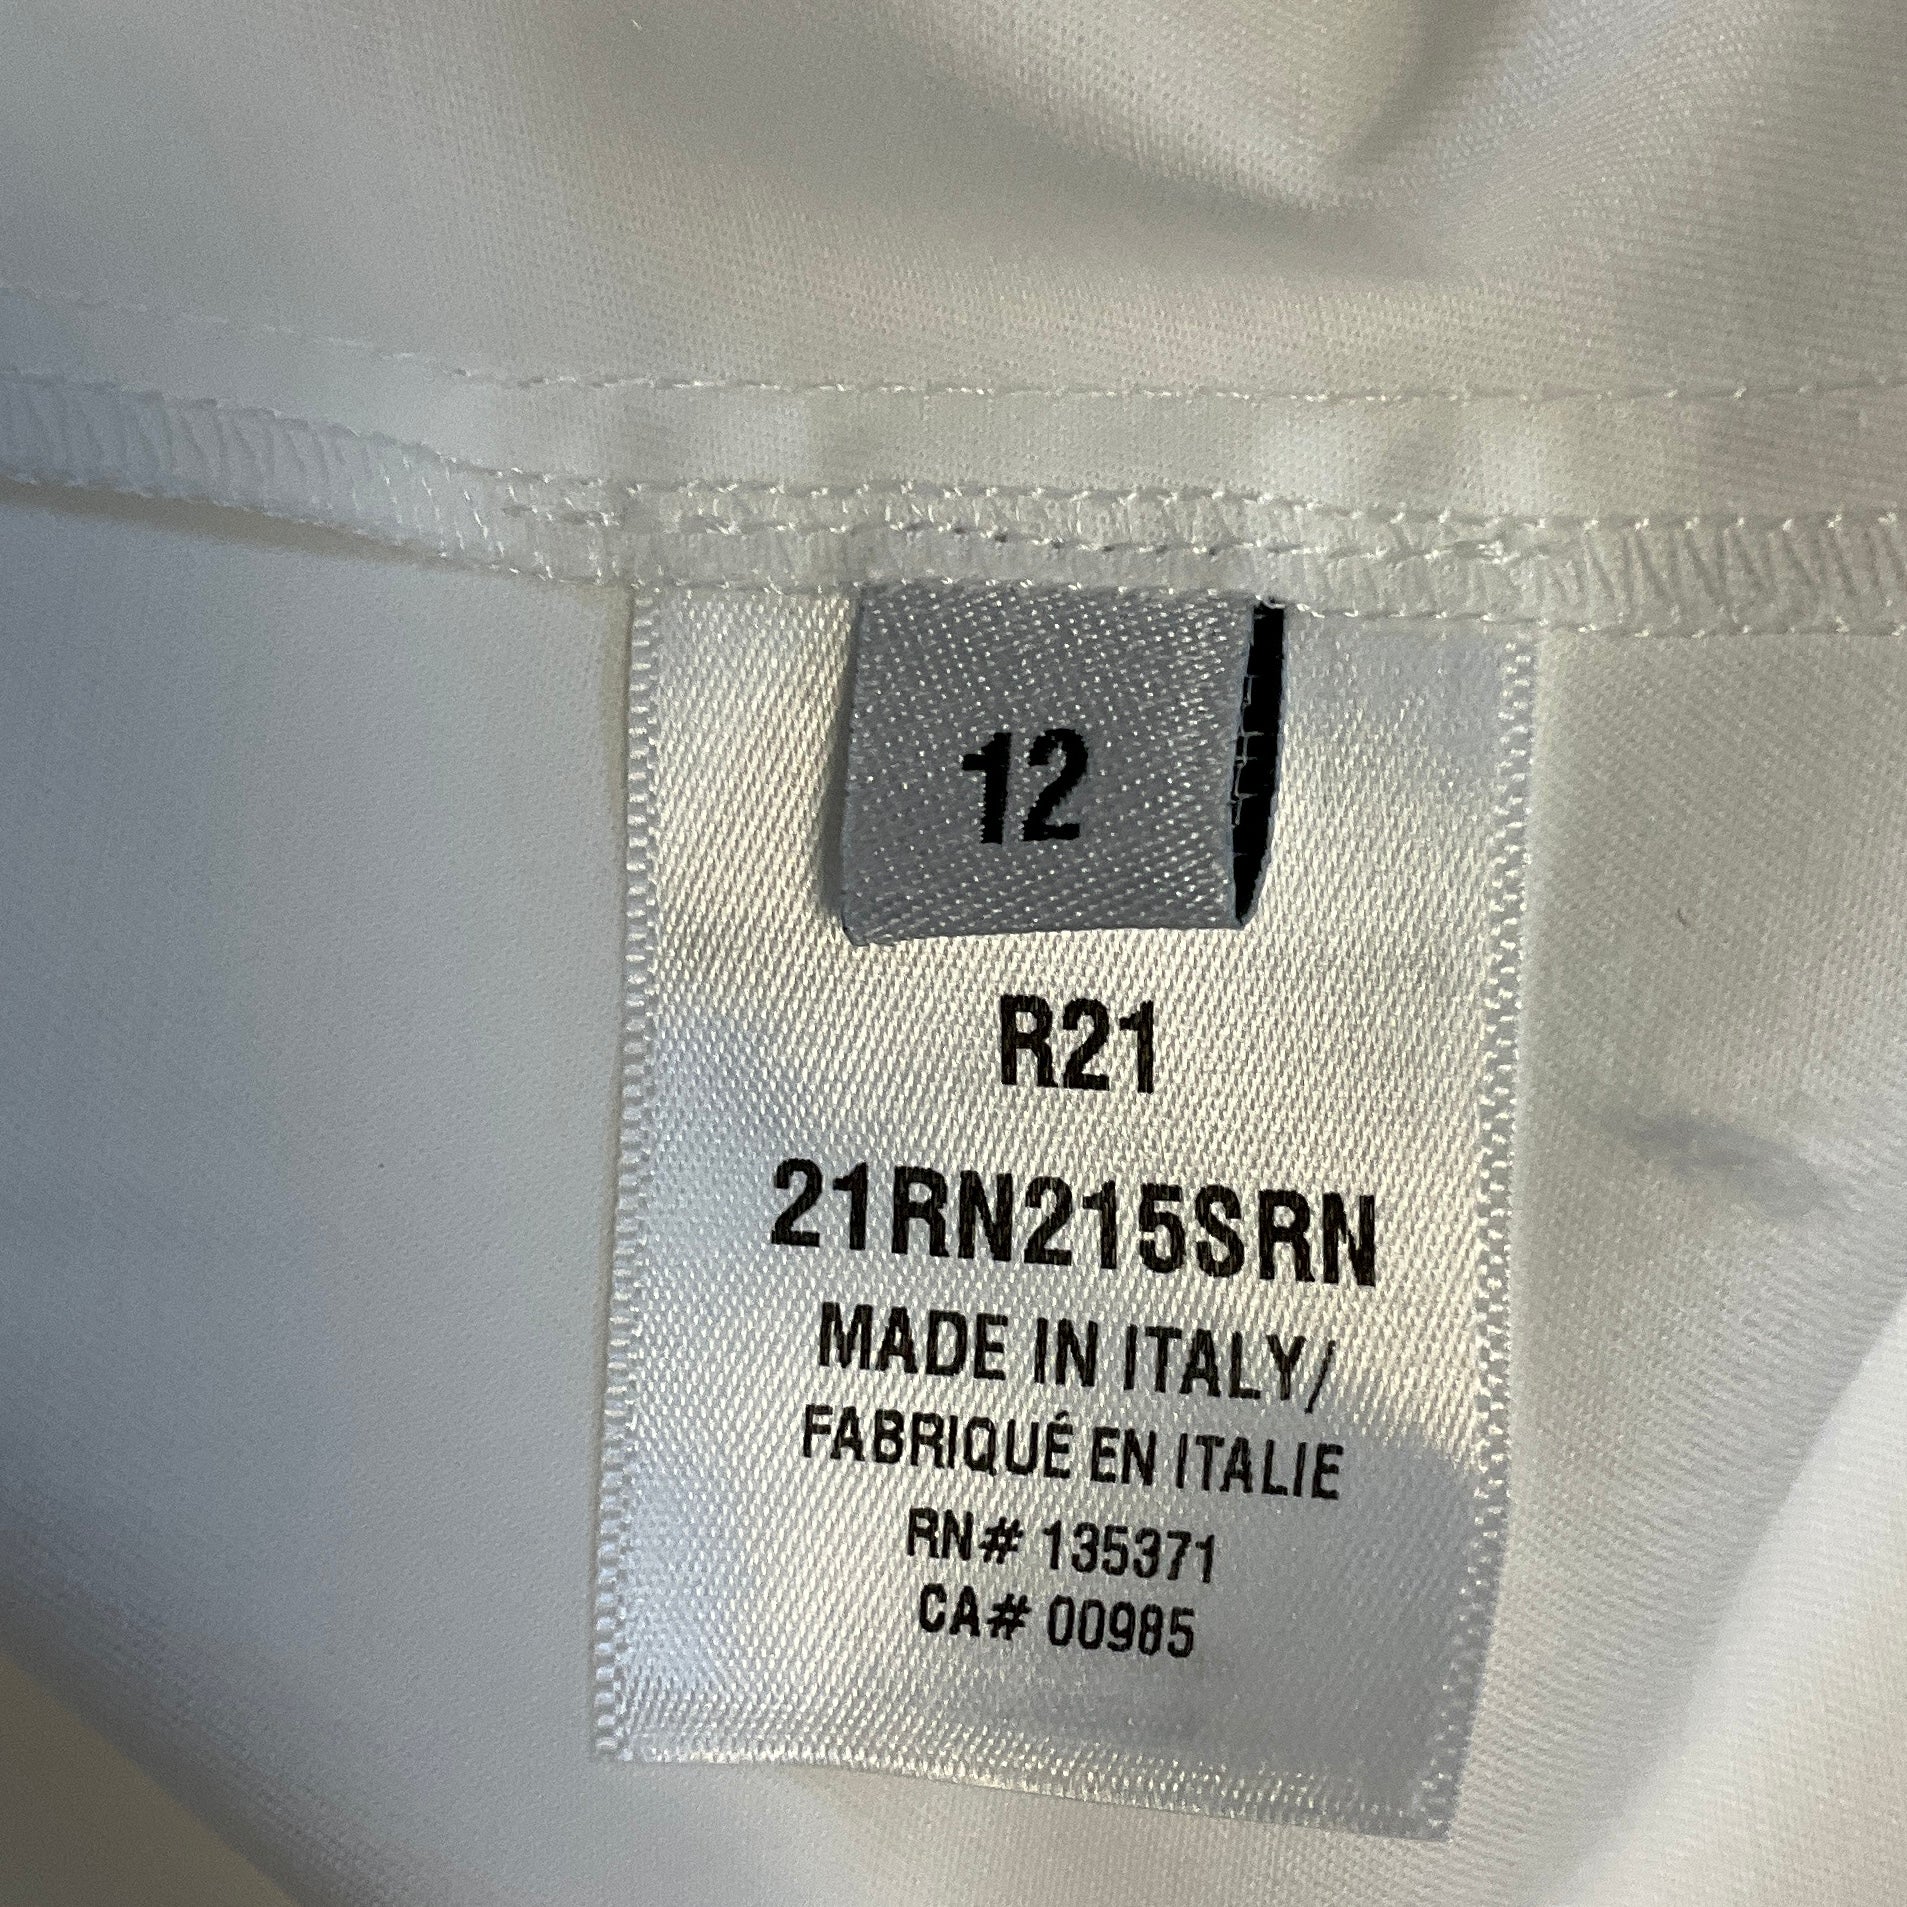 12
R21
21RN215SRN
MADE IN ITALY/
FABRIQUÉ EN ITALIE
RN# 135371
CA# 00985